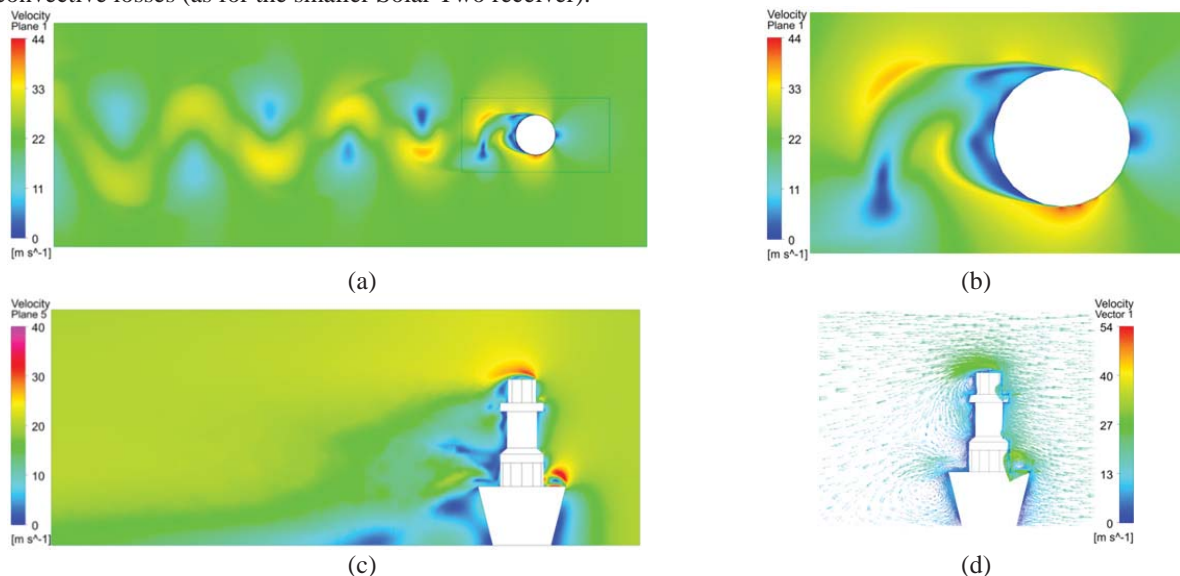 convective losses (as for the smaller Solar Two receiver).
Velocity
Plane 1
44
33
22
11
0
[m s^-1]
(a)
Velocity
Plane 1
44
33
22
11
0
[m s^-1]
(b)
Velocity
Plane 5
40
30
20
10
0
[m s^-1]
(c)
Velocity
Vector 1
54
40
27
13
0
[m s^-1]
(d)